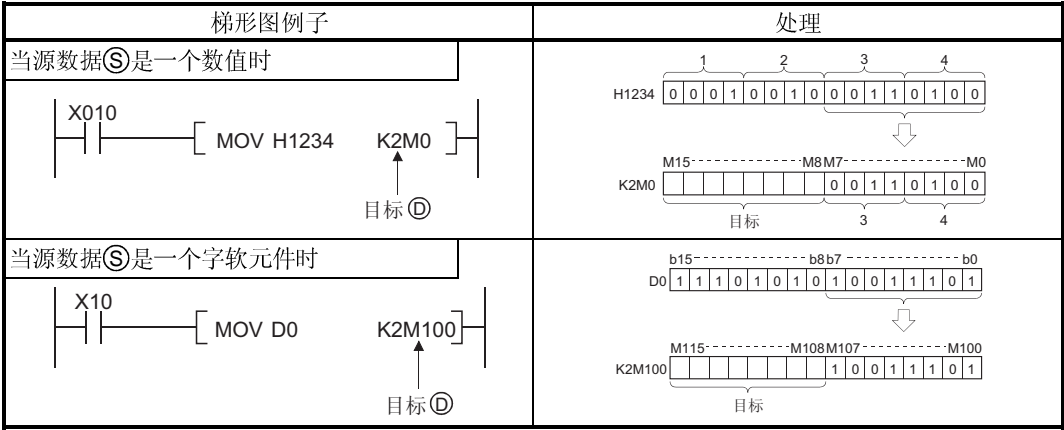 梯形图例子
处理
当源数据Ⓢ是一个数值时
X010
MOV H1234 K2M0
目标Ⓓ
1 2 3 4
H1234 0 0 0 1 0 0 1 0 0 0 1 1 0 1 0 0
M15 M8 M7 M0
K2M0 0 0 1 1 0 1 0 0
目标 3 4
当源数据Ⓢ是一个字软元件时
X10
MOV D0 K2M100
目标Ⓓ
b15 b8 b7 b0
D0 1 1 1 0 1 0 1 0 1 0 0 1 1 1 0 1
M115 M108 M107 M100
K2M100 1 0 0 1 1 1 0 1
目标